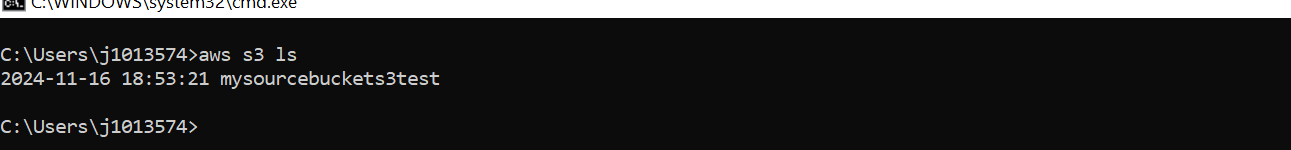 C:\WINDOWS\system32\cmd.exe
C:\Users\j1013574>aws s3 ls
2024-11-16 18:53:21 mysourcebuckets3test
C:\Users\j1013574>